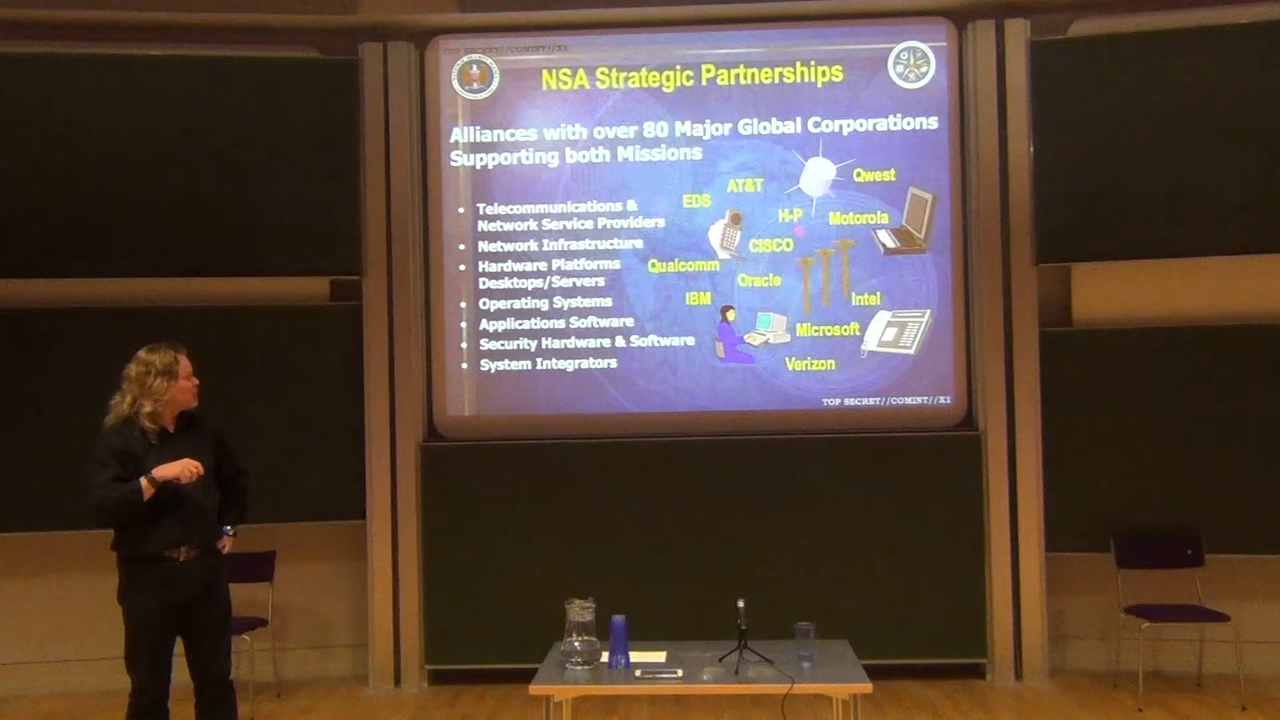 TOP SECRET//COMINT//X1
NSA Strategic Partnerships
Alliances with over 80 Major Global Corporations
Supporting both Missions
• Telecommunications &
Network Service Providers
• Network Infrastructure
• Hardware Platforms
Desktops/Servers
• Operating Systems
• Applications Software
• Security Hardware & Software
• System Integrators
AT&T
Qwest
EDS
H-P
Motorola
CISCO
Qualcomm
Oracle
IBM
Intel
Microsoft
Verizon
TOP SECRET//COMINT//X1